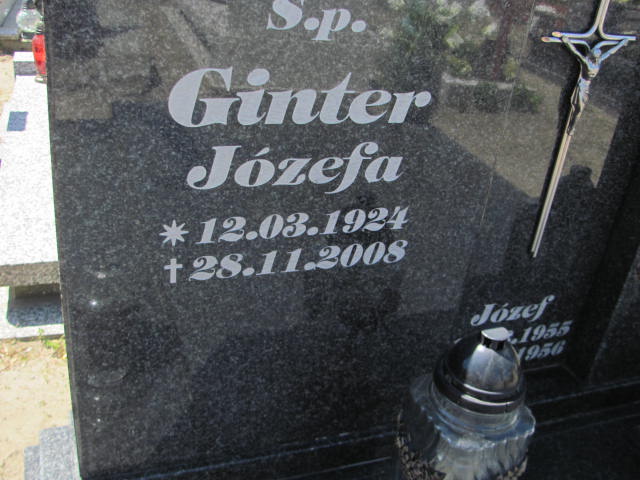 S.p.
Ginter
Józefa
* 12.03.1924
† 28.11.2008
Józef
.1955
1956